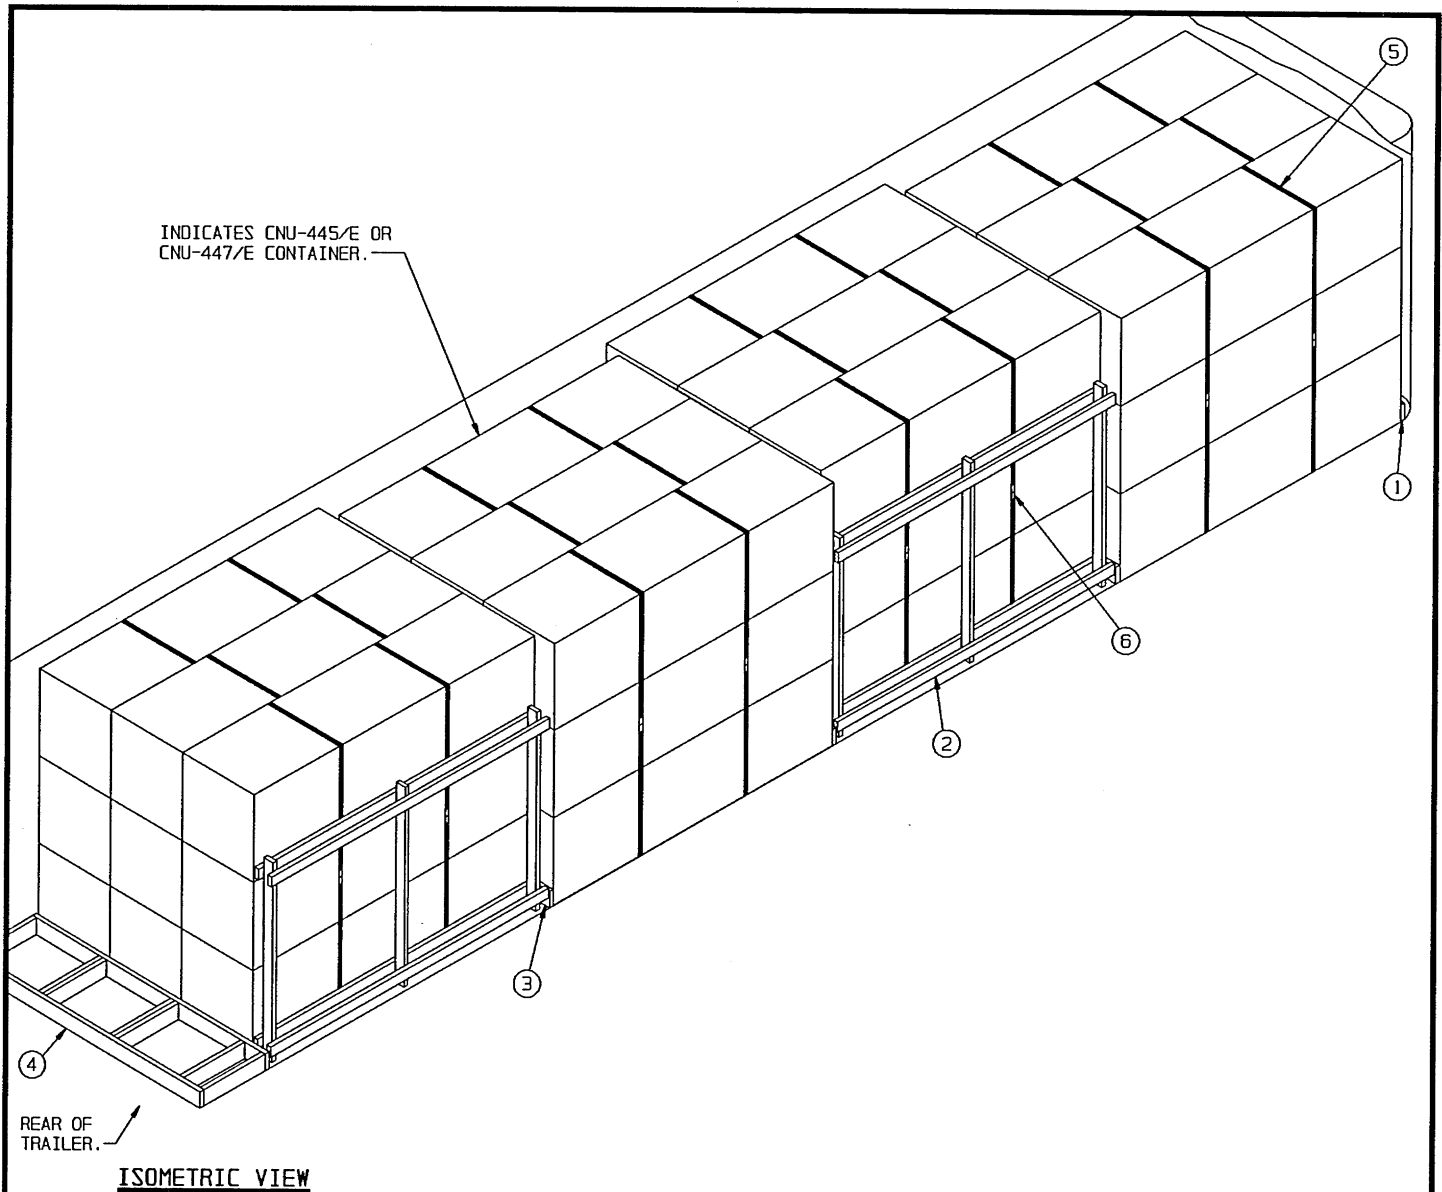 5
INDICATES CNU-445/E OR
CNU-447/E CONTAINER.
1
6
2
3
4
REAR OF
TRAILER.
ISOMETRIC VIEW